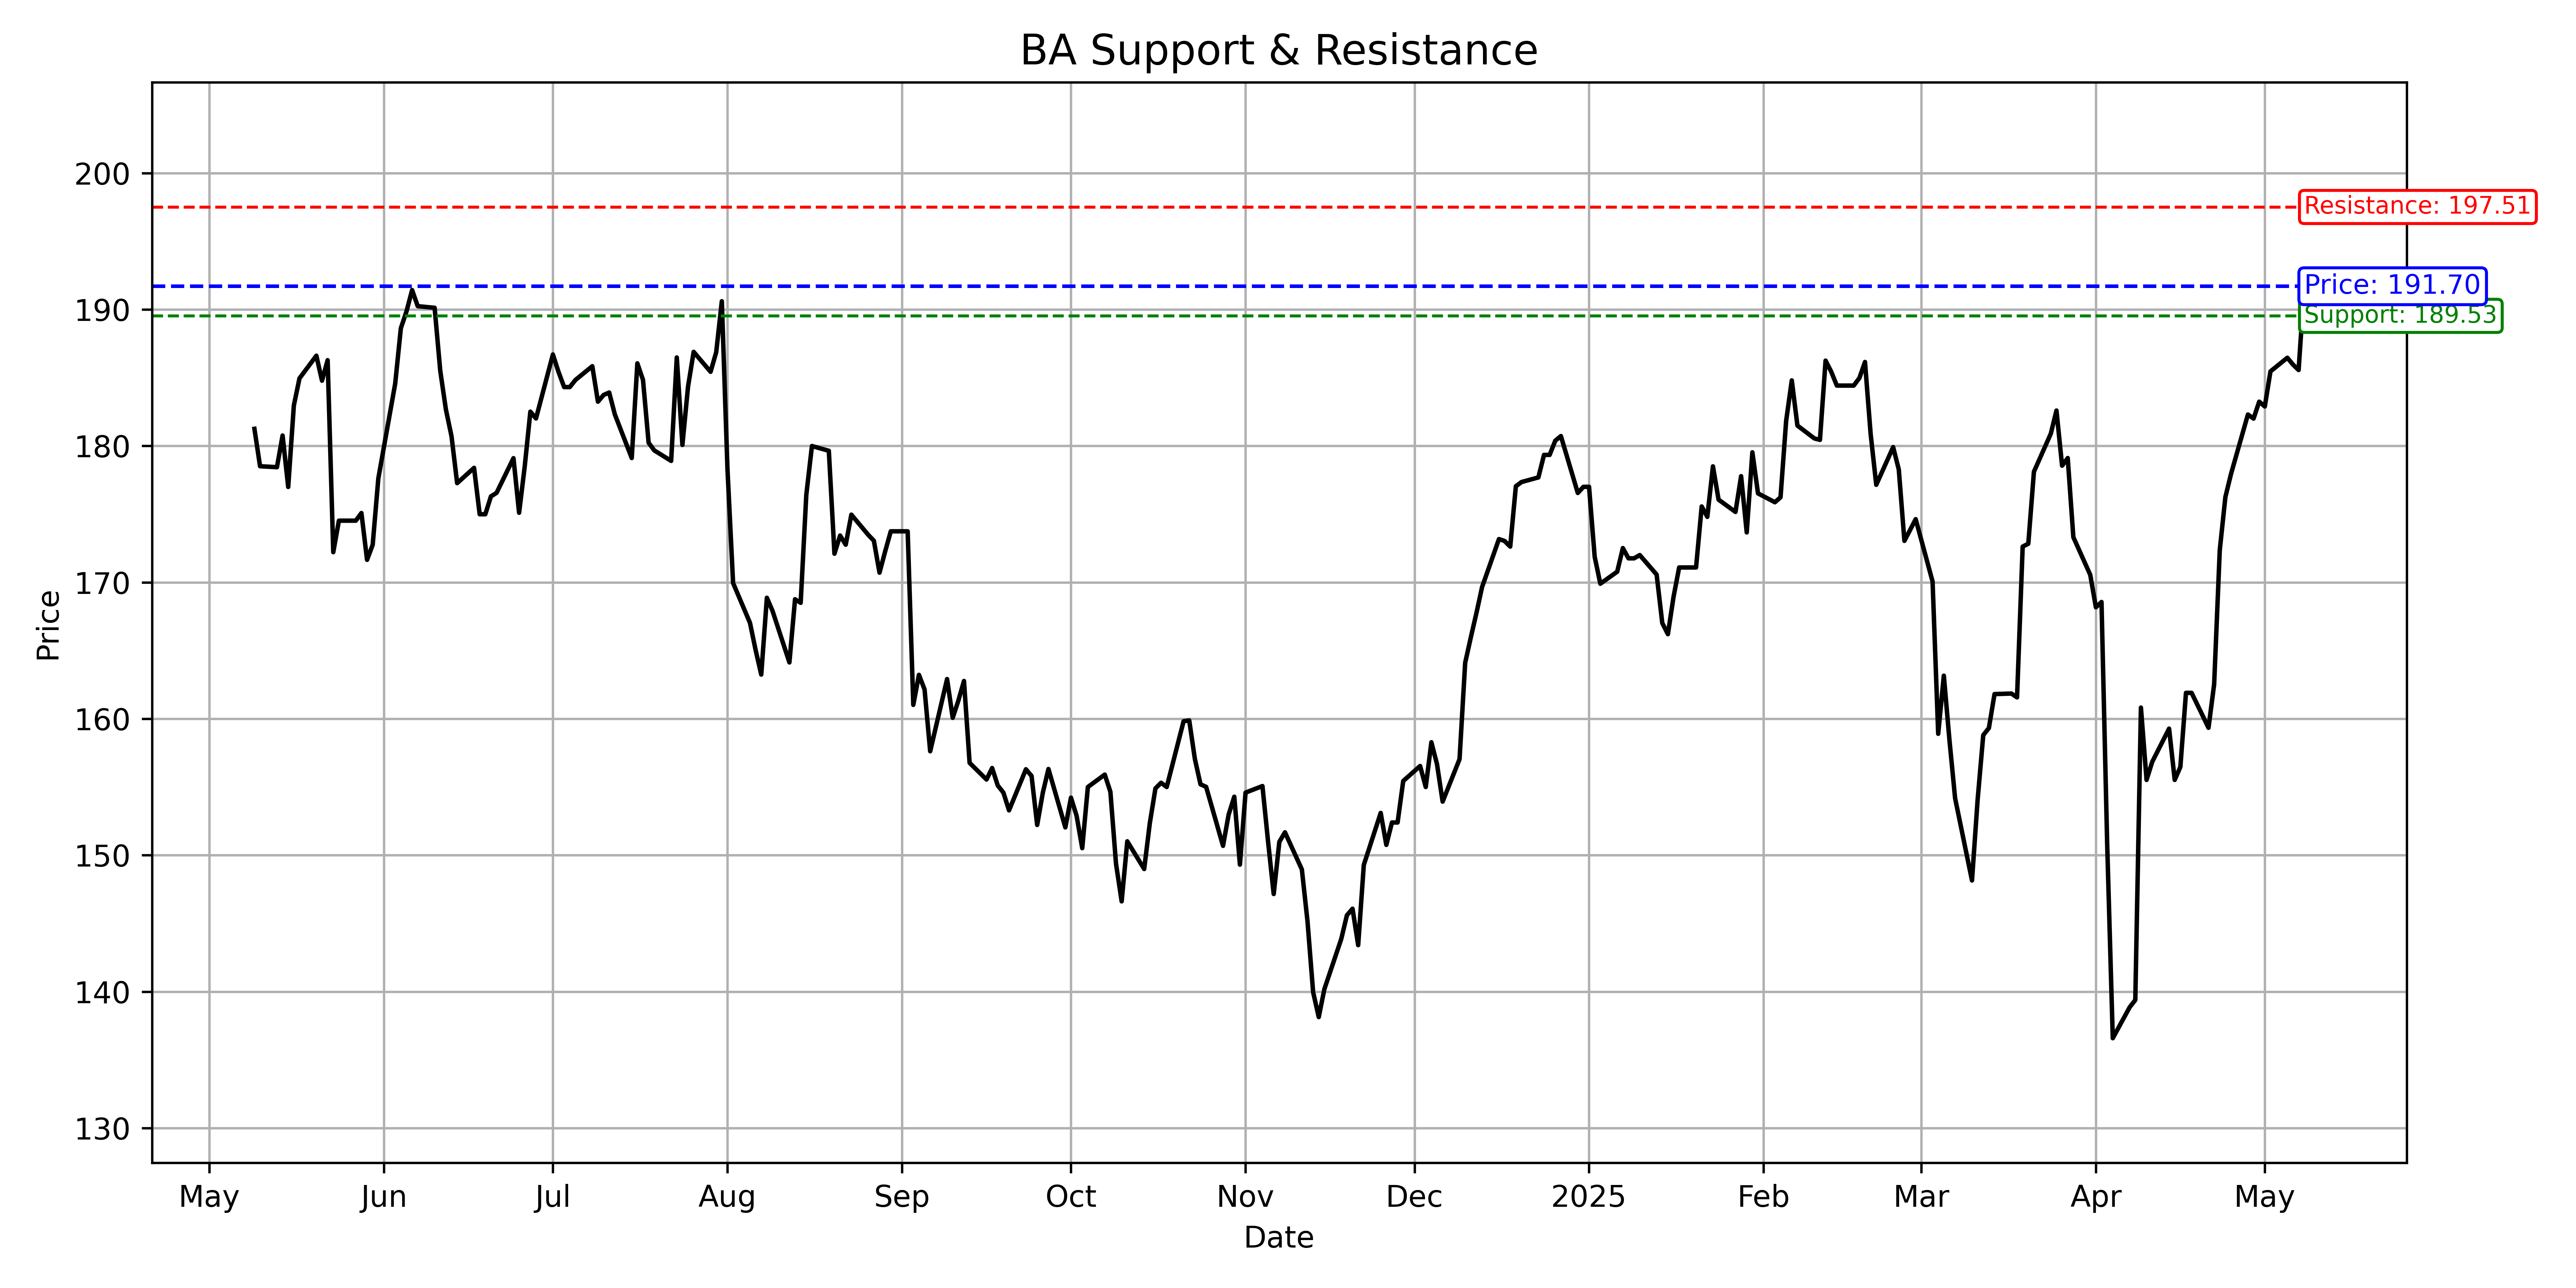 BA Support & Resistance
200
190
180
170
160
150
140
130
Price
Resistance: 197.51
Price: 191.70
Support: 189.53
May
Jun
Jul
Aug
Sep
Oct
Nov
Dec
2025
Feb
Mar
Apr
May
Date